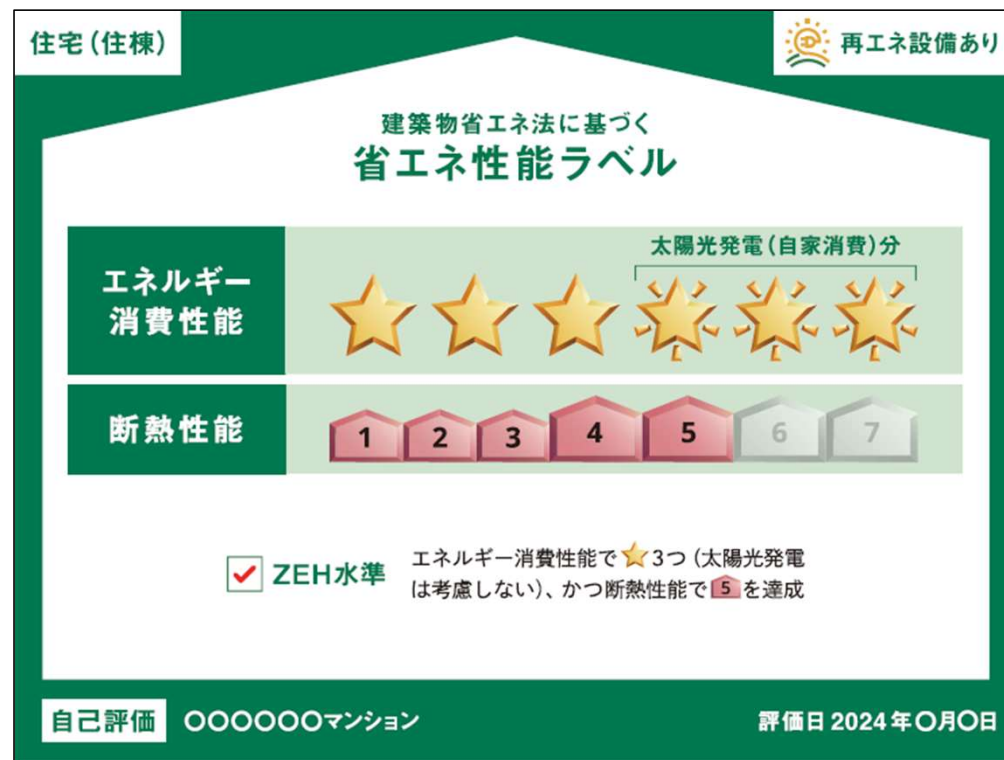 住宅（住棟）
再エネ設備あり
建築物省エネ法に基づく
省エネ性能ラベル
エネルギー
消費性能
太陽光発電（自家消費）分
断熱性能
1 2 3 4 5 6 7
ZEH水準
エネルギー消費性能で★3つ（太陽光発電
は考慮しない）、かつ断熱性能で5を達成
自己評価
〇〇〇〇〇〇マンション
評価日 2024年〇月〇日